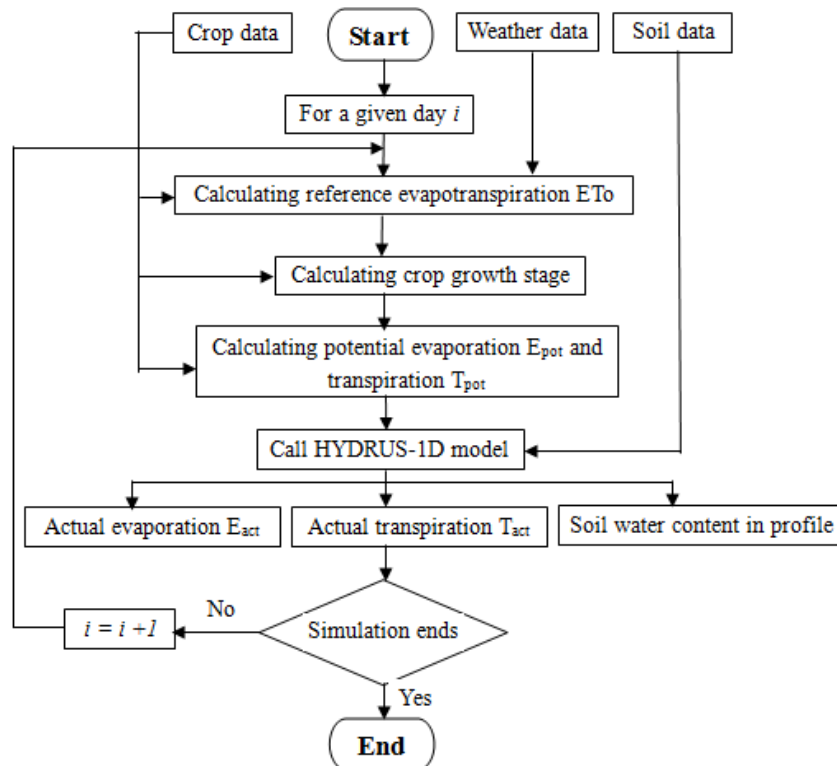 Crop data
Start
Weather data
Soil data
For a given day i
Calculating reference evapotranspiration ETo
Calculating crop growth stage
Calculating potential evaporation Epot and
transpiration Tpot
Call HYDRUS-1D model
Actual evaporation Eact
Actual transpiration Tact
Soil water content in profile
No
i = i +1
Simulation ends
Yes
End